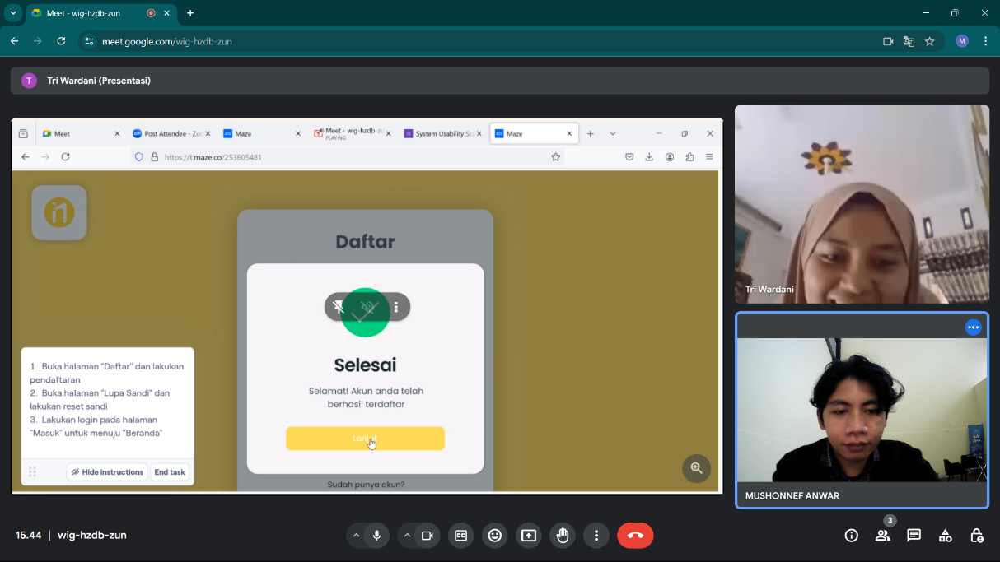 Meet - wig-hzdb-zun
meet.google.com/wig-hzdb-zun
M
T
Tri Wardani (Presentasi)
Meet
Post Attendee - Zoo
Maze
Meet - wig-hzdb-zu
PLAYING
System Usability Sc
Maze
https://t.maze.co/253605481
n
Daftar
Selesai
Selamat! Akun anda telah
berhasil terdaftar
Lanjut
Sudah punya akun?
1. Buka halaman "Daftar" dan lakukan
pendaftaran
2. Buka halaman "Lupa Sandi" dan
lakukan reset sandi
3. Lakukan login pada halaman
"Masuk" untuk menuju "Beranda"
Hide instructions
End task
Tri Wardani
MUSHONNEF ANWAR
15.44
wig-hzdb-zun
3